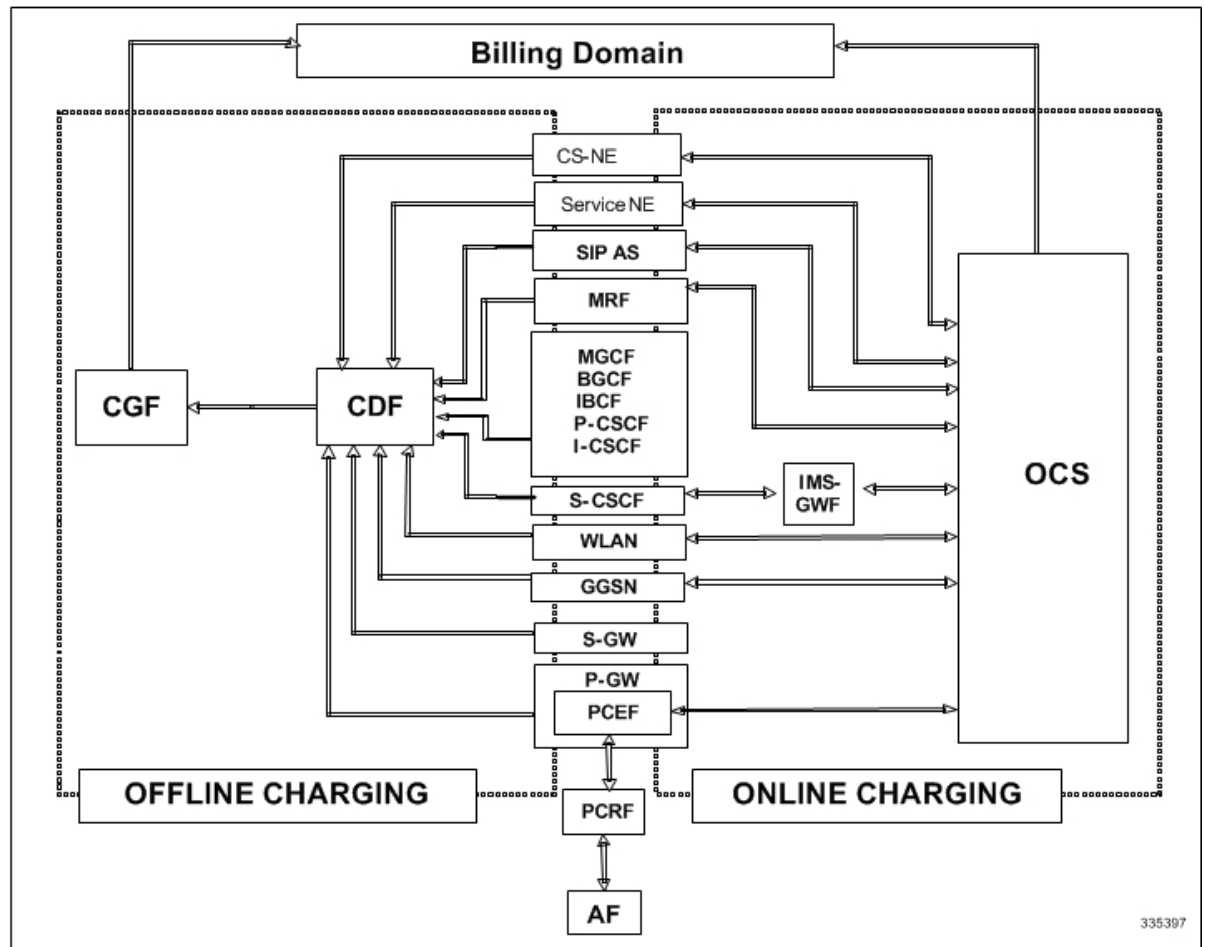 Billing Domain
CS-NE
Service NE
SIP AS
MRF
MGCF
BGCF
IBCF
P-CSCF
I-CSCF
CGF
CDF
OCS
IMS-
GWF
S-CSCF
WLAN
GGSN
S-GW
P-GW
PCEF
OFFLINE CHARGING
ONLINE CHARGING
PCRF
AF
335397